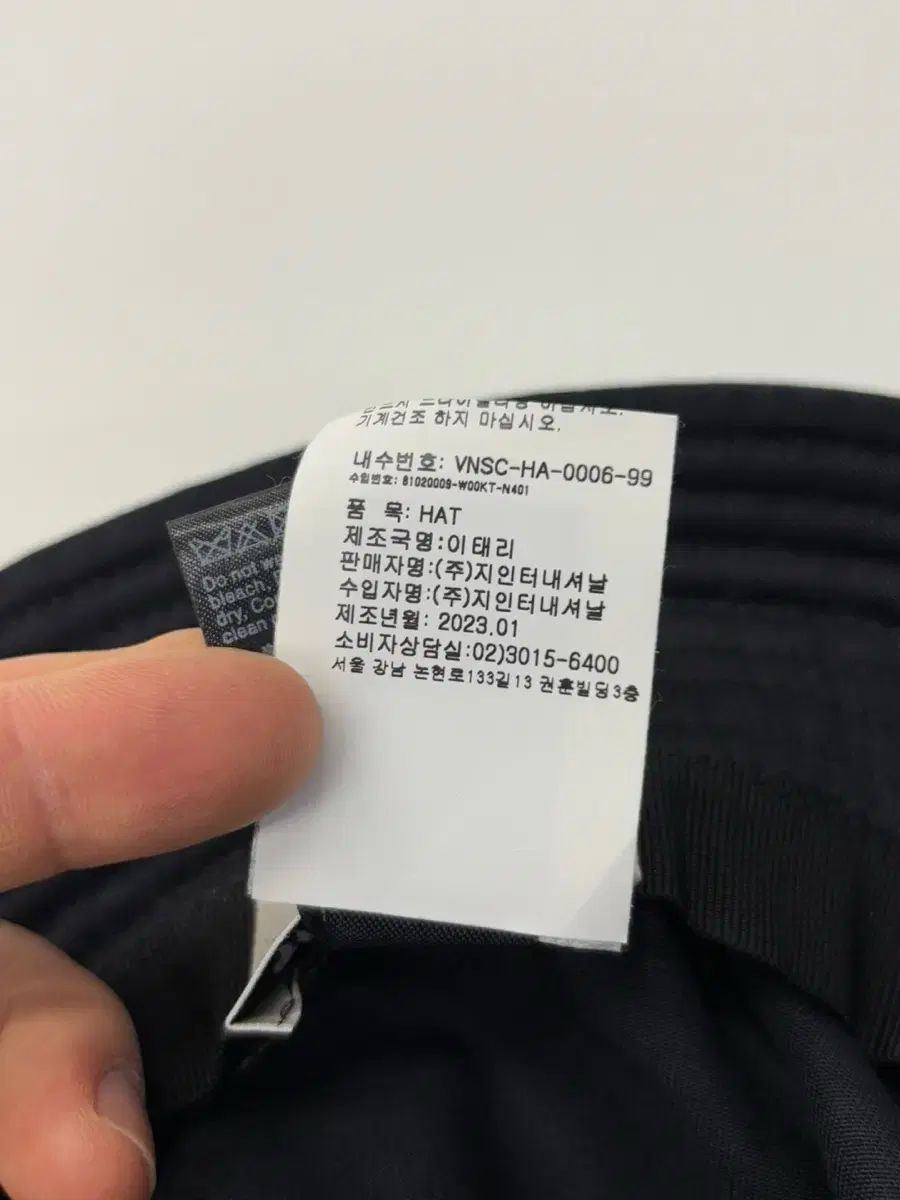 기계건조 하지 마십시오.
내수번호: VNSC-HA-0006-99
수입번호: 81020009-W00KT-N401
품 목: HAT
제조국명:이태리
판매자명:(주)지인터내셔날
수입자명:(주)지인터내셔날
제조년월: 2023.01
소비자상담실:02)3015-6400
서울 강남 논현로133길13 권훈빌딩3층
Do not
bleach,
dry,
clean